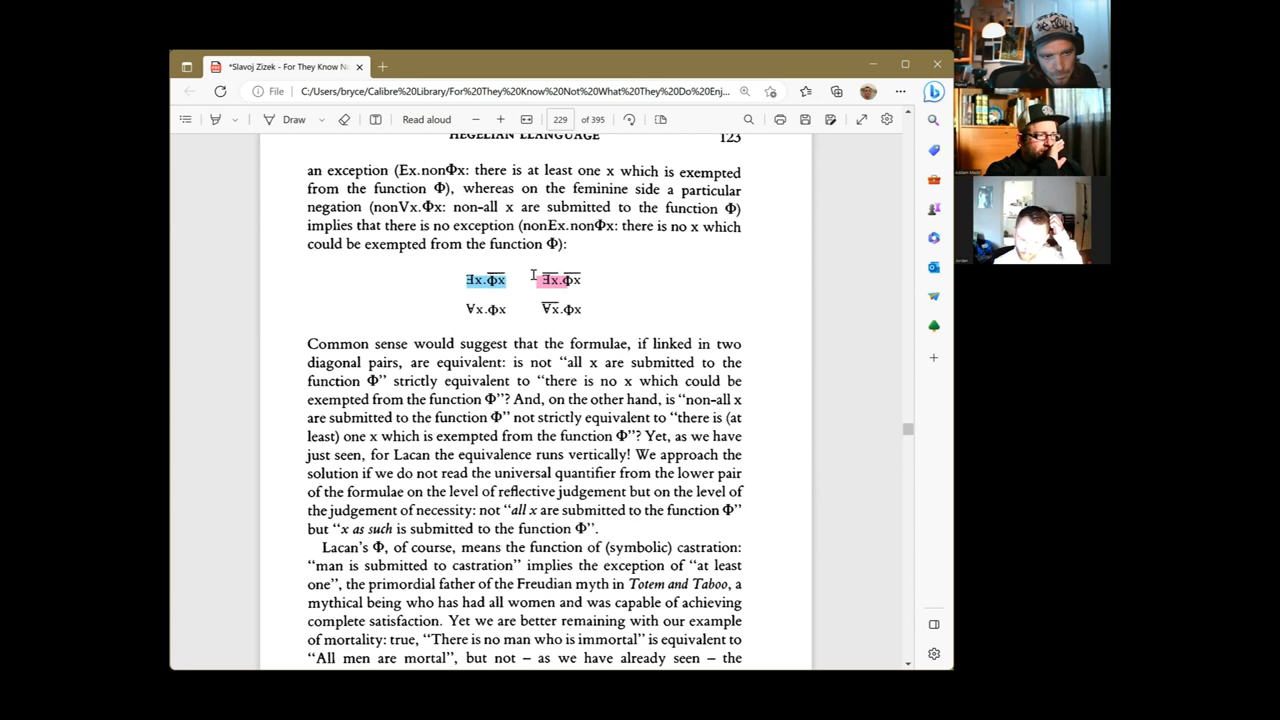 *Slavoj Zizek - For They Know N
File C:/Users/bryce/Calibre%20Library/For%20They%20Know%20Not%20What%20They%20Do%20Enj...
Draw Read aloud 229 of 395
HEGELIAN LLANGUAGE 123
an exception (Ex.nonΦx: there is at least one x which is exempted
from the function Φ), whereas on the feminine side a particular
negation (nonVx.Φx: non-all x are submitted to the function Φ)
implies that there is no exception (nonEx.nonΦx: there is no x which
could be exempted from the function Φ):
∃x.Φ̅x̅ ∃̅x̅.Φ̅x̅
∀x.Φx ∀̅x̅.Φx
Common sense would suggest that the formulae, if linked in two
diagonal pairs, are equivalent: is not “all x are submitted to the
function Φ” strictly equivalent to “there is no x which could be
exempted from the function Φ”? And, on the other hand, is “non-all x
are submitted to the function Φ” not strictly equivalent to “there is (at
least) one x which is exempted from the function Φ”? Yet, as we have
just seen, for Lacan the equivalence runs vertically! We approach the
solution if we do not read the universal quantifier from the lower pair
of the formulae on the level of reflective judgement but on the level of
the judgement of necessity: not “all x are submitted to the function Φ”
but “x as such is submitted to the function Φ”.
Lacan’s Φ, of course, means the function of (symbolic) castration:
“man is submitted to castration” implies the exception of “at least
one”, the primordial father of the Freudian myth in Totem and Taboo, a
mythical being who has had all women and was capable of achieving
complete satisfaction. Yet we are better remaining with our example
of mortality: true, “There is no man who is immortal” is equivalent to
“All men are mortal”, but not – as we have already seen – the
Jordan